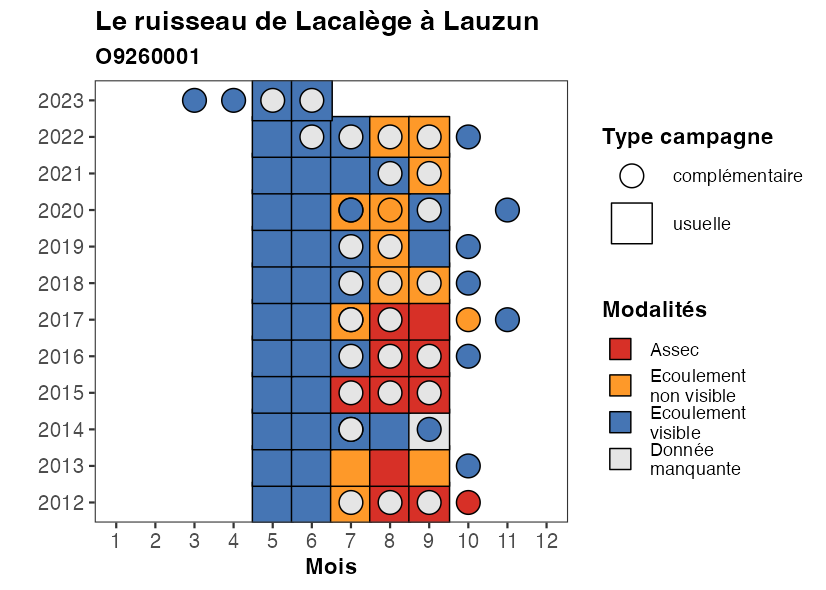 Le ruisseau de Lacalège à Lauzun
O9260001
2023
2022
2021
2020
2019
2018
2017
2016
2015
2014
2013
2012
1 2 3 4 5 6 7 8 9 10 11 12
Mois
Type campagne
complémentaire
usuelle
Modalités
Assec
Ecoulement
non visible
Ecoulement
visible
Donnée
manquante